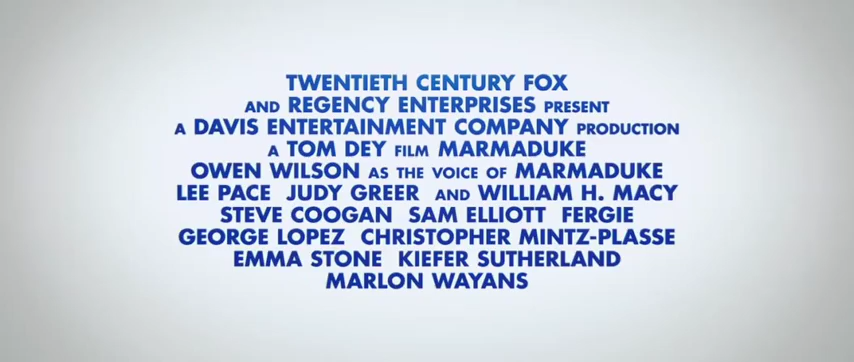 TWENTIETH CENTURY FOX
AND REGENCY ENTERPRISES PRESENT
A DAVIS ENTERTAINMENT COMPANY PRODUCTION
A TOM DEY FILM MARMADUKE
OWEN WILSON AS THE VOICE OF MARMADUKE
LEE PACE JUDY GREER AND WILLIAM H. MACY
STEVE COOGAN SAM ELLIOTT FERGIE
GEORGE LOPEZ CHRISTOPHER MINTZ-PLASSE
EMMA STONE KIEFER SUTHERLAND
MARLON WAYANS